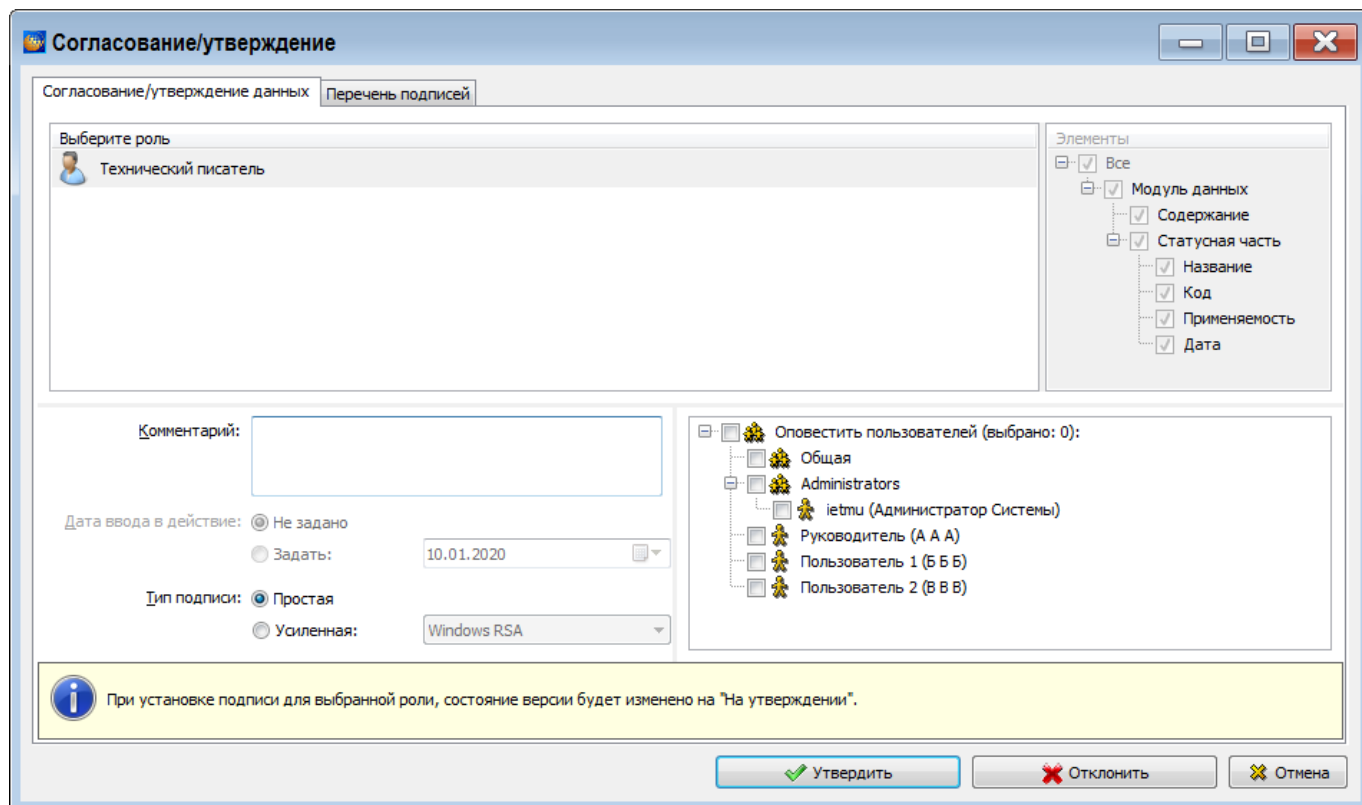 Согласование/утверждение
Согласование/утверждение данных
Перечень подписей
Выберите роль
Технический писатель
Элементы
Все
Модуль данных
Содержание
Статусная часть
Название
Код
Применяемость
Дата
Комментарий:
Дата ввода в действие:
Не задано
Задать:
10.01.2020
Тип подписи:
Простая
Усиленная:
Windows RSA
Оповестить пользователей (выбрано: 0):
Общая
Administrators
ietmu (Администратор Системы)
Руководитель (А А А)
Пользователь 1 (Б Б Б)
Пользователь 2 (В В В)
При установке подписи для выбранной роли, состояние версии будет изменено на "На утверждении".
Утвердить
Отклонить
Отмена